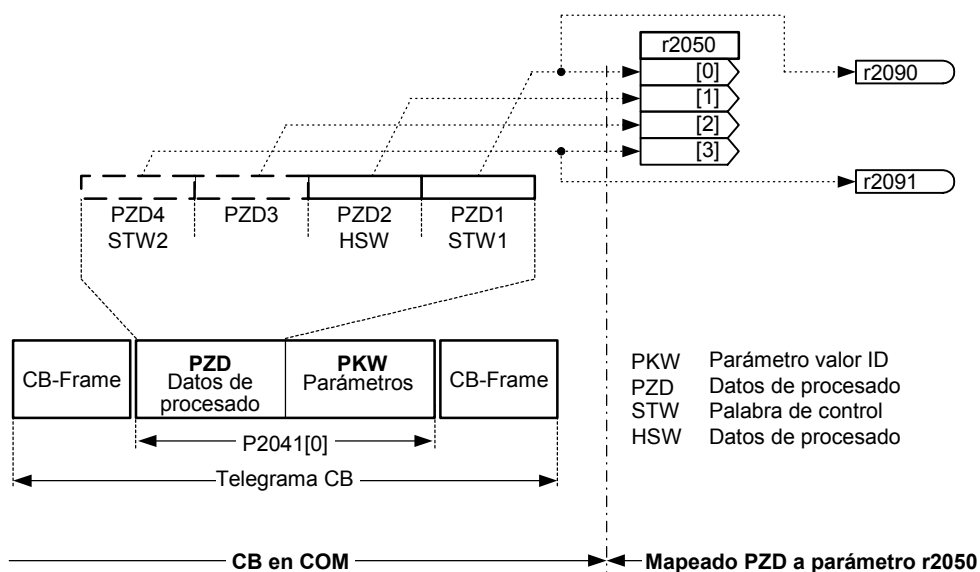 r2050
[0]
r2090
[1]
[2]
[3]
r2091
PZD4 PZD3 PZD2 PZD1
STW2 HSW STW1
CB-Frame
PZD
Datos de
procesado
PKW
Parámetros
CB-Frame
P2041[0]
Telegrama CB
PKW Parámetro valor ID
PZD Datos de procesado
STW Palabra de control
HSW Datos de procesado
CB en COM
Mapeado PZD a parámetro r2050